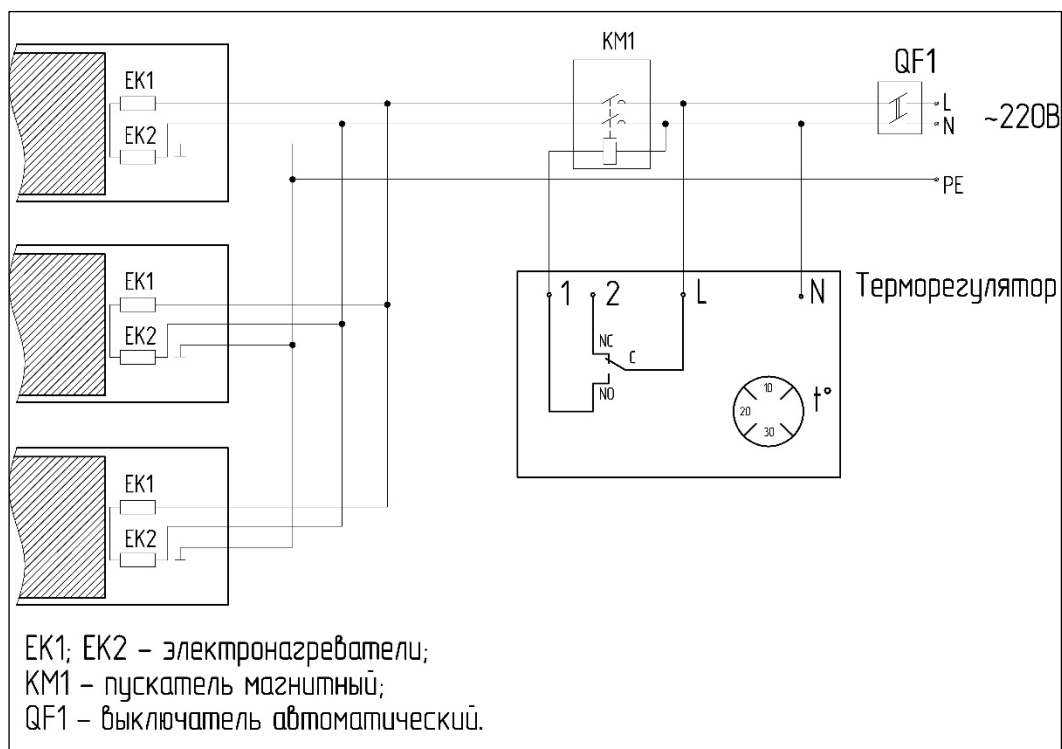 KM1
QF1
EK1
L
N
~220В
EK2
PE
EK1
EK2
Терморегулятор
1 2 L N
NC
C
NO
t°
10
20
30
EK1
EK2
EK1; EK2 – электронагреватели;
KM1 – пускатель магнитный;
QF1 – выключатель автоматический.